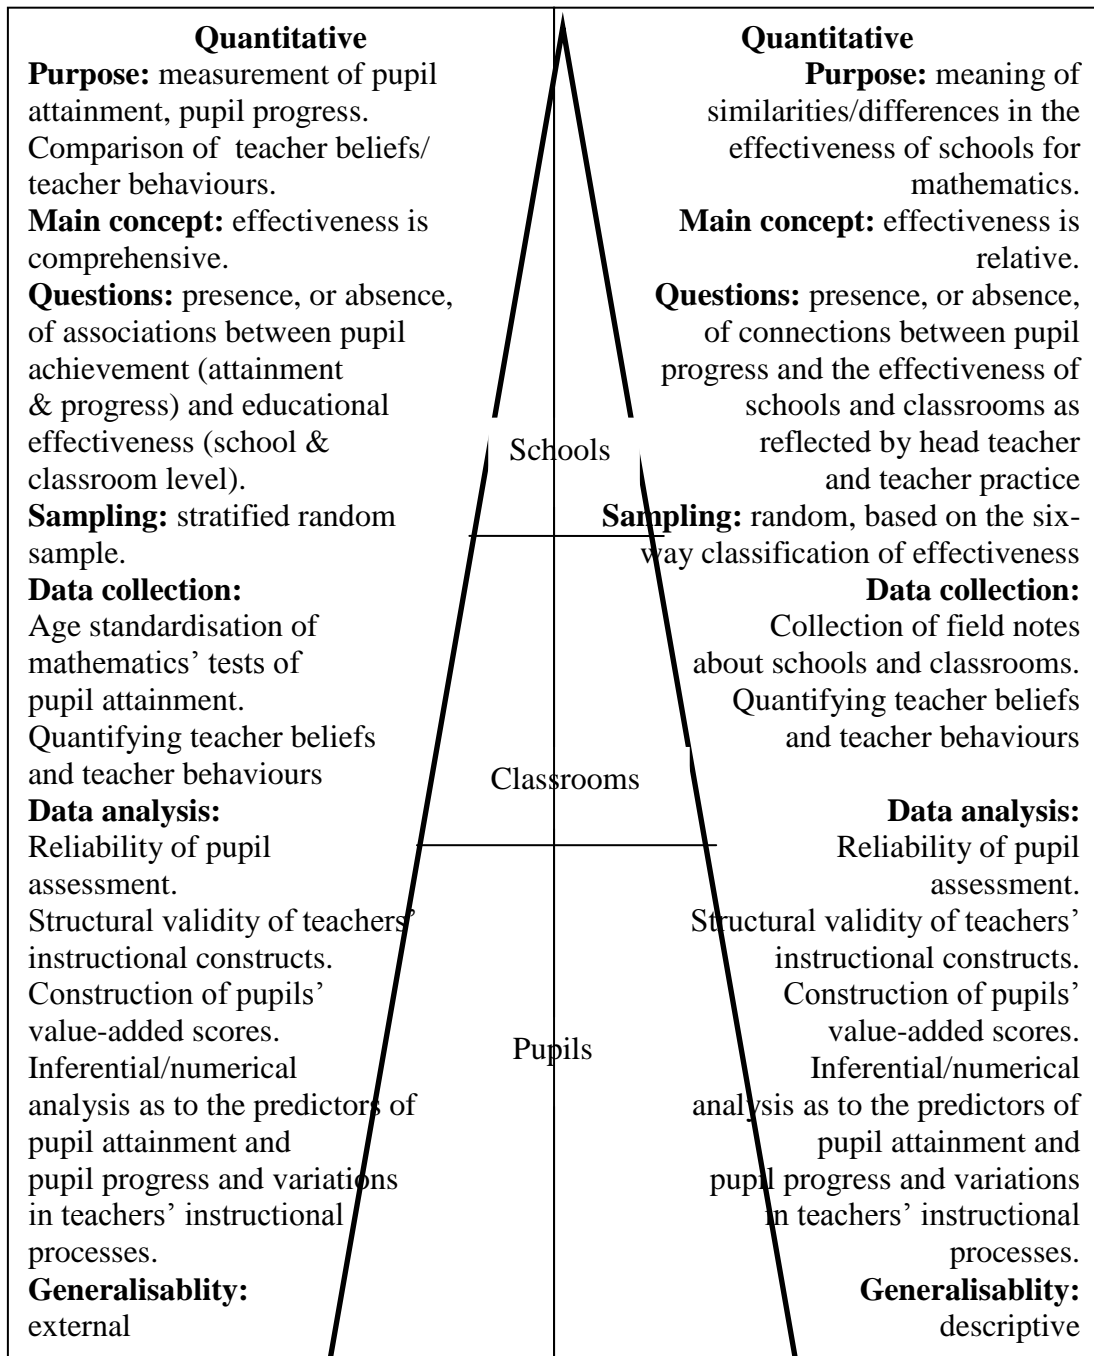 Quantitative
Purpose: measurement of pupil
attainment, pupil progress.
Comparison of teacher beliefs/
teacher behaviours.
Main concept: effectiveness is
comprehensive.
Questions: presence, or absence,
of associations between pupil
achievement (attainment
& progress) and educational
effectiveness (school &
classroom level).
Sampling: stratified random
sample.
Data collection:
Age standardisation of
mathematics’ tests of
pupil attainment.
Quantifying teacher beliefs
and teacher behaviours
Data analysis:
Reliability of pupil
assessment.
Structural validity of teachers’
instructional constructs.
Construction of pupils’
value-added scores.
Inferential/numerical
analysis as to the predictors of
pupil attainment and
pupil progress and variations
in teachers’ instructional
processes.
Generalisablity:
external
Schools
Classrooms
Pupils
Quantitative
Purpose: meaning of
similarities/differences in the
effectiveness of schools for
mathematics.
Main concept: effectiveness is
relative.
Questions: presence, or absence,
of connections between pupil
progress and the effectiveness of
schools and classrooms as
reflected by head teacher
and teacher practice
Sampling: random, based on the six-
way classification of effectiveness
Data collection:
Collection of field notes
about schools and classrooms.
Quantifying teacher beliefs
and teacher behaviours
Data analysis:
Reliability of pupil
assessment.
Structural validity of teachers’
instructional constructs.
Construction of pupils’
value-added scores.
Inferential/numerical
analysis as to the predictors of
pupil attainment and
pupil progress and variations
in teachers’ instructional
processes.
Generalisablity:
descriptive